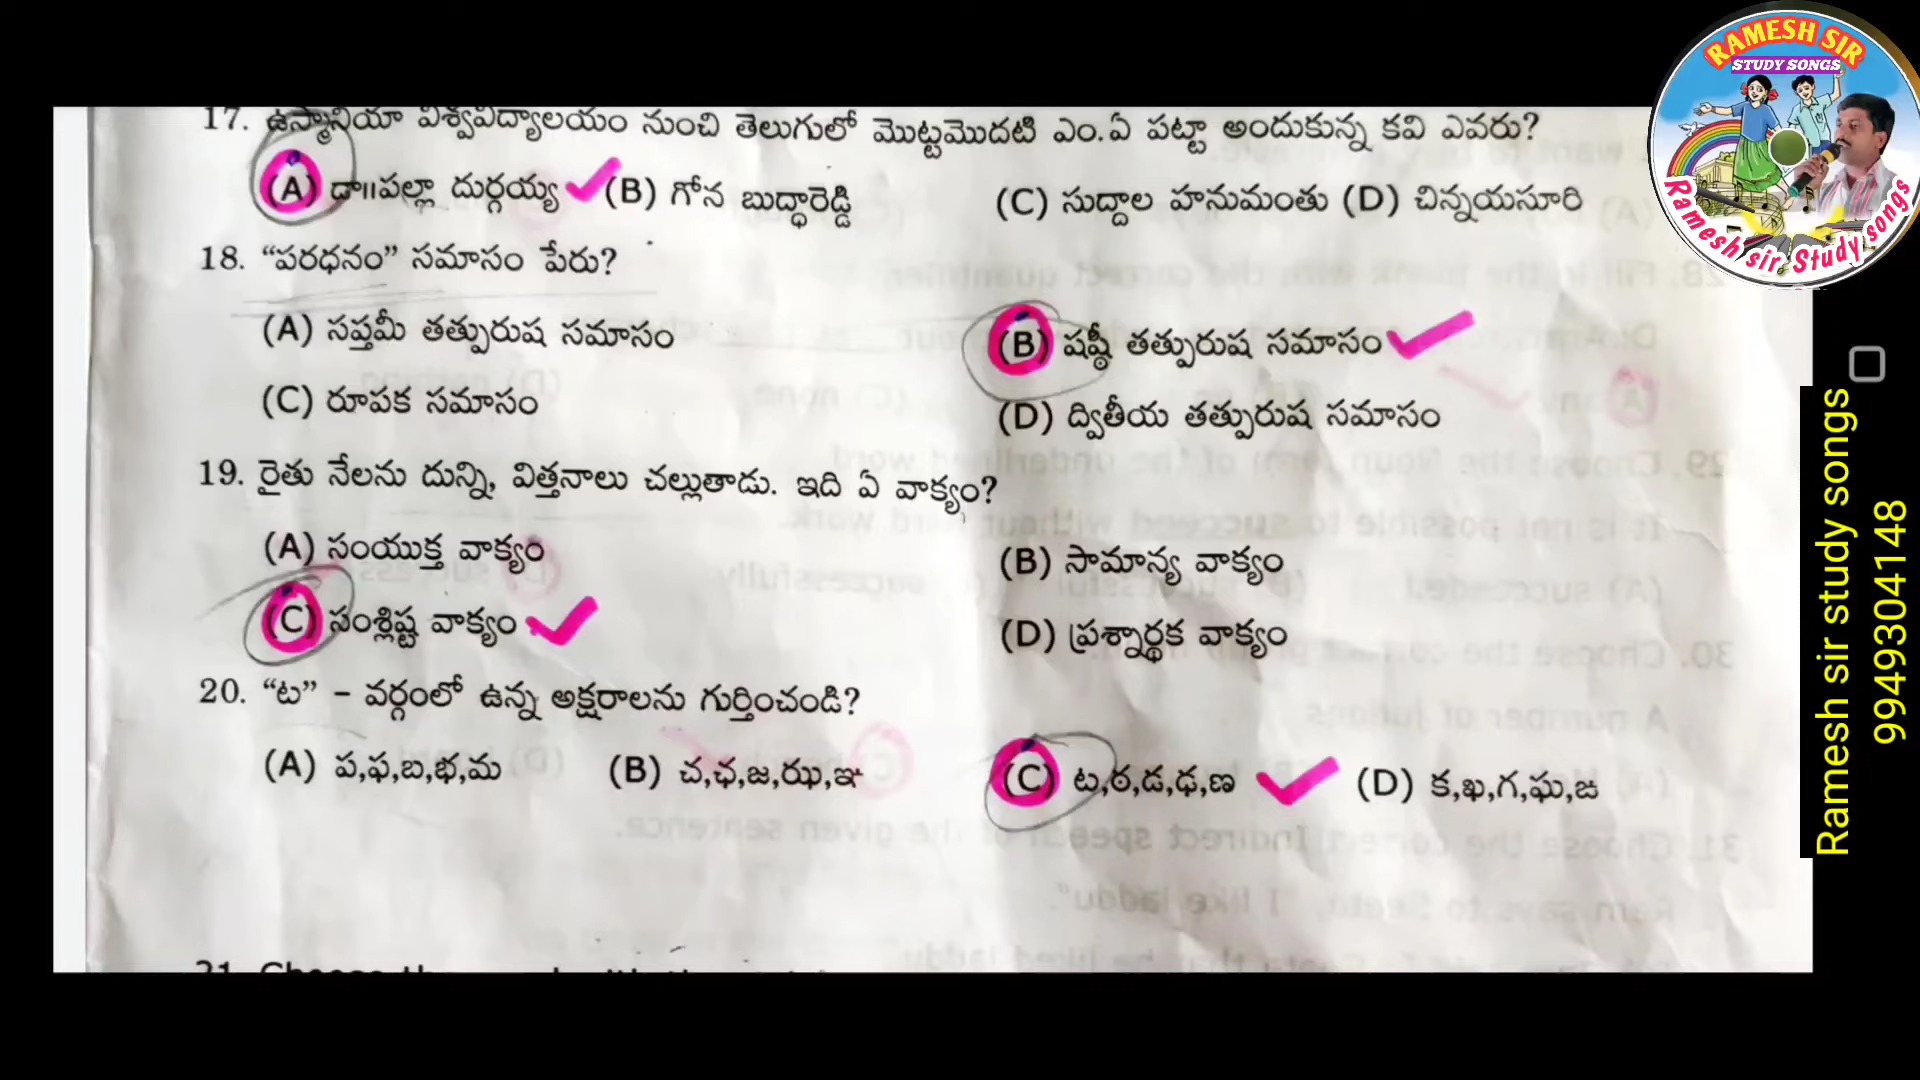 17. ఉస్మానియా విశ్వవిద్యాలయం నుంచి తెలుగులో మొట్టమొదటి ఎం.ఏ పట్టా అందుకున్న కవి ఎవరు?
(A) డా॥పల్లా దుర్గయ్య (B) గోన బుద్ధారెడ్డి (C) సుద్దాల హనుమంతు (D) చిన్నయసూరి
18. “పరధనం” సమాసం పేరు?
(A) సప్తమీ తత్పురుష సమాసం (B) షష్ఠీ తత్పురుష సమాసం
(C) రూపక సమాసం (D) ద్వితీయ తత్పురుష సమాసం
19. రైతు నేలను దున్ని, విత్తనాలు చల్లుతాడు. ఇది ఏ వాక్యం?
(A) సంయుక్త వాక్యం (B) సామాన్య వాక్యం
(C) సంశ్లిష్ట వాక్యం (D) ప్రశ్నార్థక వాక్యం
20. “ట” – వర్గంలో ఉన్న అక్షరాలను గుర్తించండి?
(A) ప,ఫ,బ,భ,మ (B) చ,ఛ,జ,ఝ,ఞ (C) ట,ఠ,డ,ఢ,ణ (D) క,ఖ,గ,ఘ,ఙ
RAMESH SIR
STUDY SONGS
Ramesh sir Study songs
Ramesh sir study songs
9949304148